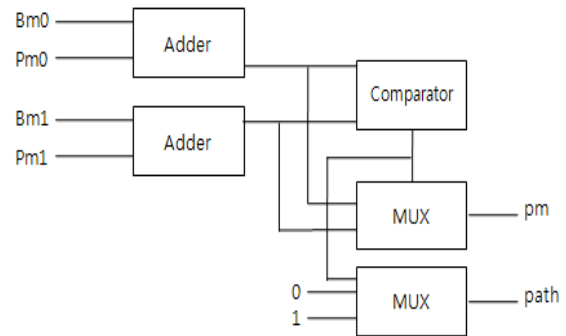 Bm0
Pm0
Adder
Bm1
Pm1
Adder
Comparator
MUX
pm
0
1
MUX
path